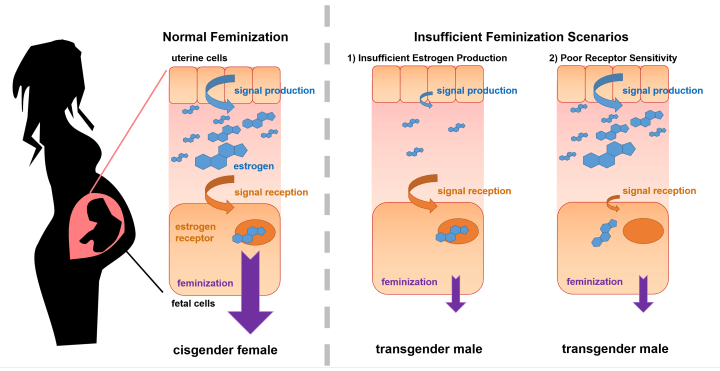 Normal Feminization
Insufficient Feminization Scenarios
uterine cells
signal production
estrogen
signal reception
estrogen
receptor
feminization
fetal cells
cisgender female
1) Insufficient Estrogen Production
signal production
signal reception
feminization
transgender male
2) Poor Receptor Sensitivity
signal production
signal reception
feminization
transgender male